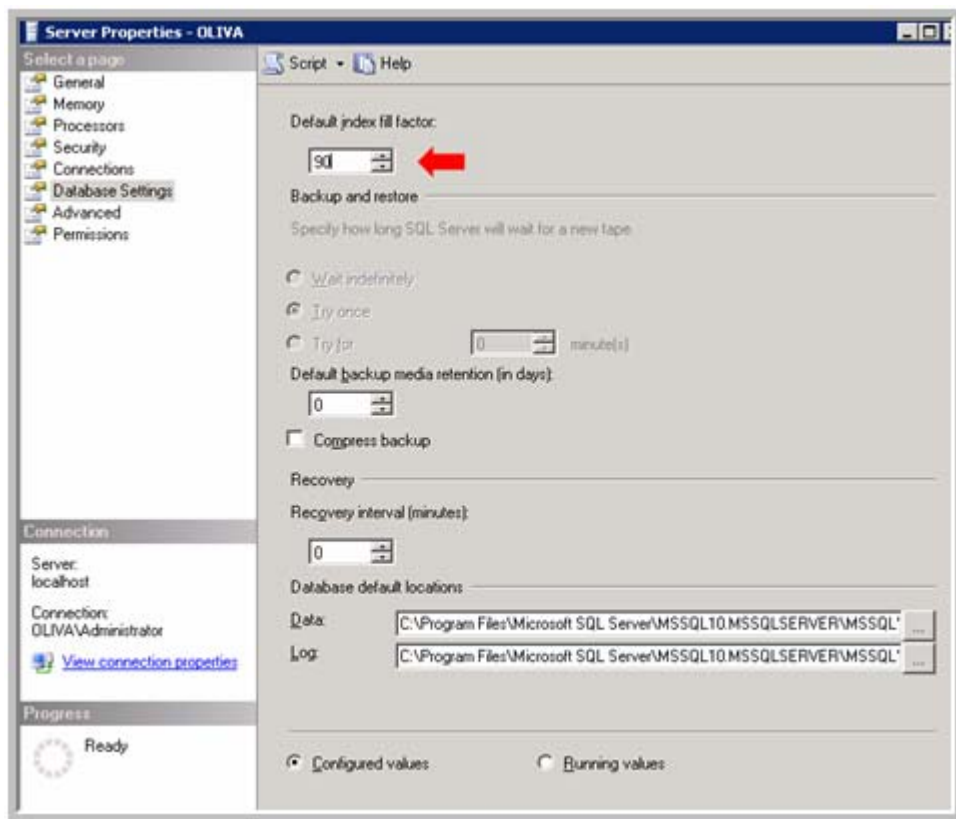 Server Properties - OLIVA
Select a page
General
Memory
Processors
Security
Connections
Database Settings
Advanced
Permissions
Connection
Server:
localhost
Connection:
OLIVA\Administrator
View connection properties
Progress
Ready
Script Help
Default index fill factor:
90
Backup and restore
Specify how long SQL Server will wait for a new tape.
Wait indefinitely
Try once
Try for 0 minute(s)
Default backup media retention (in days):
0
Compress backup
Recovery
Recovery interval (minutes):
0
Database default locations
Data: C:\Program Files\Microsoft SQL Server\MSSQL10.MSSQLSERVER\MSSQL\ ...
Log: C:\Program Files\Microsoft SQL Server\MSSQL10.MSSQLSERVER\MSSQL\ ...
Configured values Running values